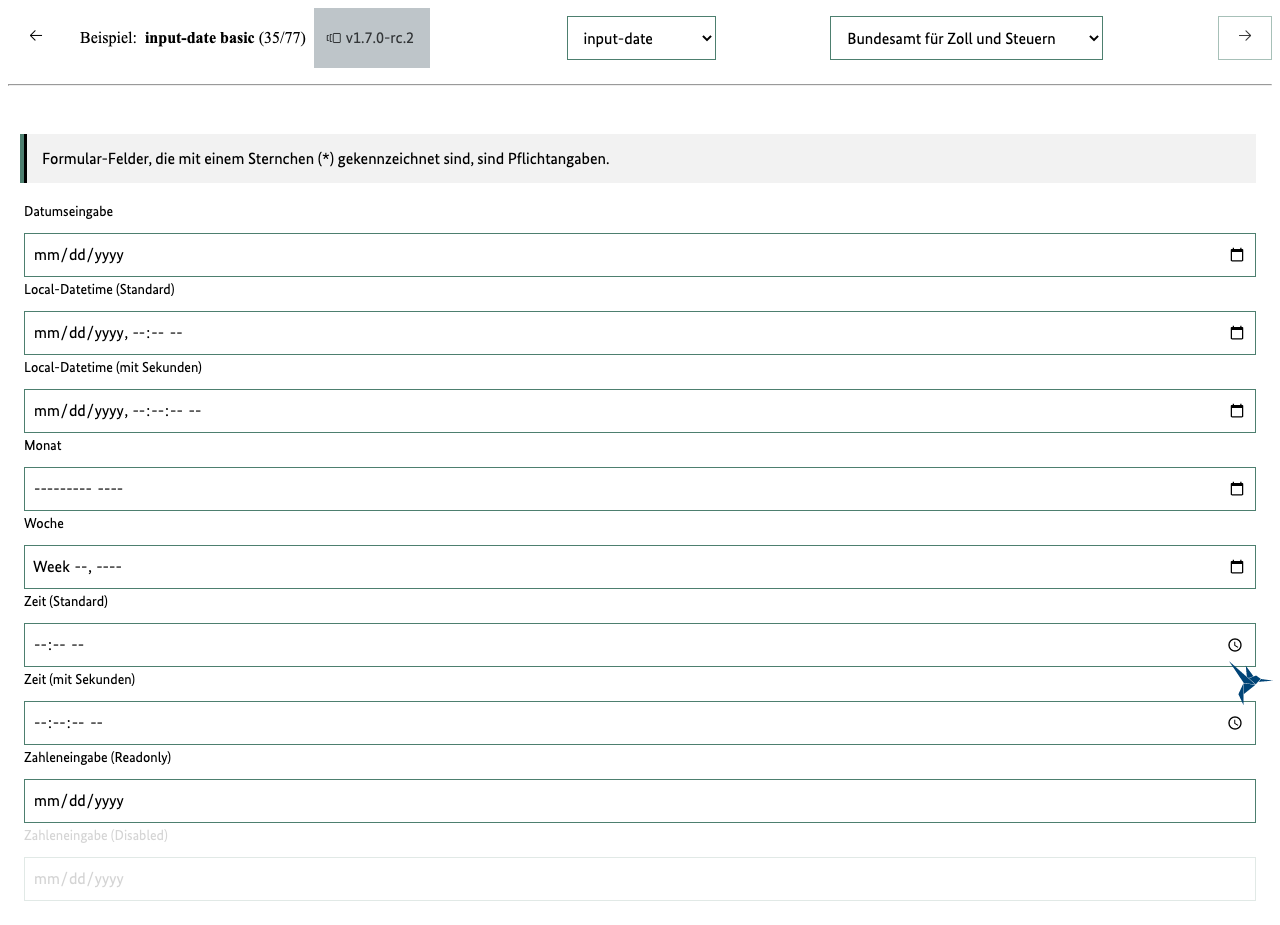 Beispiel: input-date basic (35/77) v1.7.0-rc.2 input-date Bundesamt für Zoll und Steuern
Formular-Felder, die mit einem Sternchen (*) gekennzeichnet sind, sind Pflichtangaben.
Datumseingabe
mm/dd/yyyy
Local-Datetime (Standard)
mm/dd/yyyy, --:-- --
Local-Datetime (mit Sekunden)
mm/dd/yyyy, --:--:-- --
Monat
--------- ----
Woche
Week --, ----
Zeit (Standard)
--:-- --
Zeit (mit Sekunden)
--:--:-- --
Zahleneingabe (Readonly)
mm/dd/yyyy
Zahleneingabe (Disabled)
mm/dd/yyyy